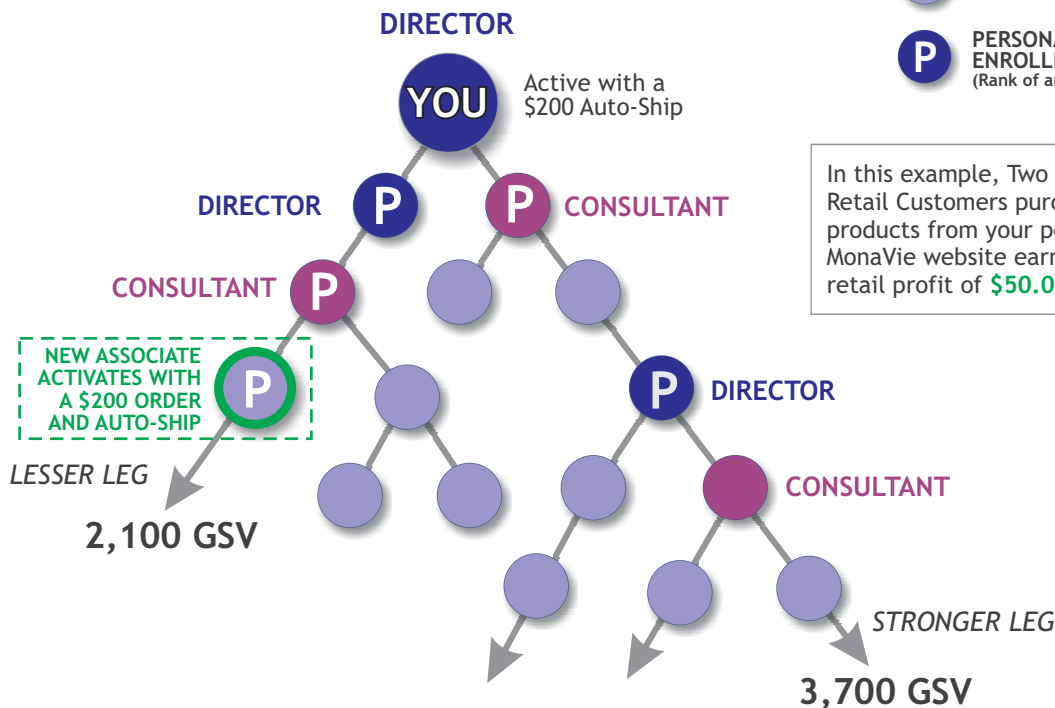 DIRECTOR
YOU
Active with a
$200 Auto-Ship
P
PERSONA
ENROLLE
(Rank of an
In this example, Two
Retail Customers purc
products from your pe
MonaVie website earn
retail profit of $50.0
DIRECTOR
P
P
CONSULTANT
CONSULTANT
P
NEW ASSOCIATE
ACTIVATES WITH
A $200 ORDER
AND AUTO-SHIP
P
P
DIRECTOR
LESSER LEG
2,100 GSV
CONSULTANT
STRONGER LEG
3,700 GSV